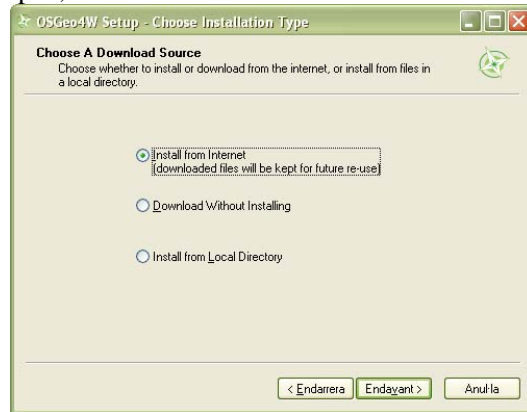 OSGeo4W Setup - Choose Installation Type
Choose A Download Source
Choose whether to install or download from the internet, or install from files in
a local directory.
Install from Internet
(downloaded files will be kept for future re-use)
Download Without Installing
Install from Local Directory
< Endarrera Endavant > Anul·la